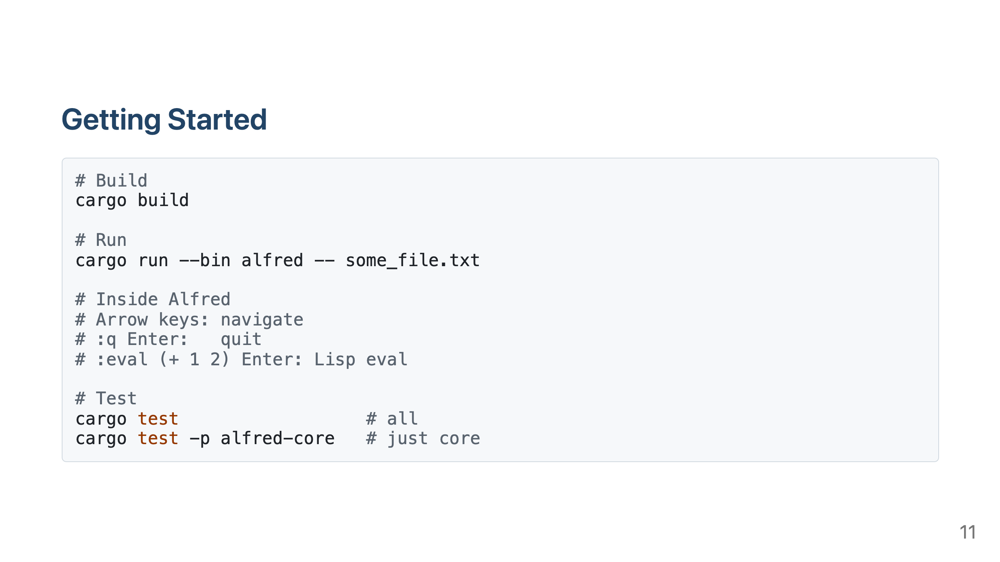 Getting Started
# Build
cargo build
# Run
cargo run --bin alfred -- some_file.txt
# Inside Alfred
# Arrow keys: navigate
# :q Enter:   quit
# :eval (+ 1 2) Enter: Lisp eval
# Test
cargo test                  # all
cargo test -p alfred-core   # just core
11